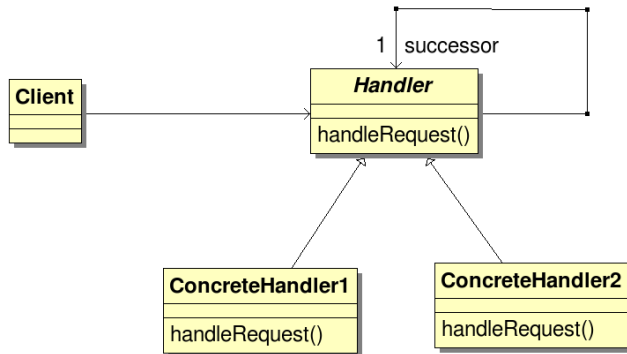 1 successor
Handler
Client
handleRequest()
ConcreteHandler1
handleRequest()
ConcreteHandler2
handleRequest()